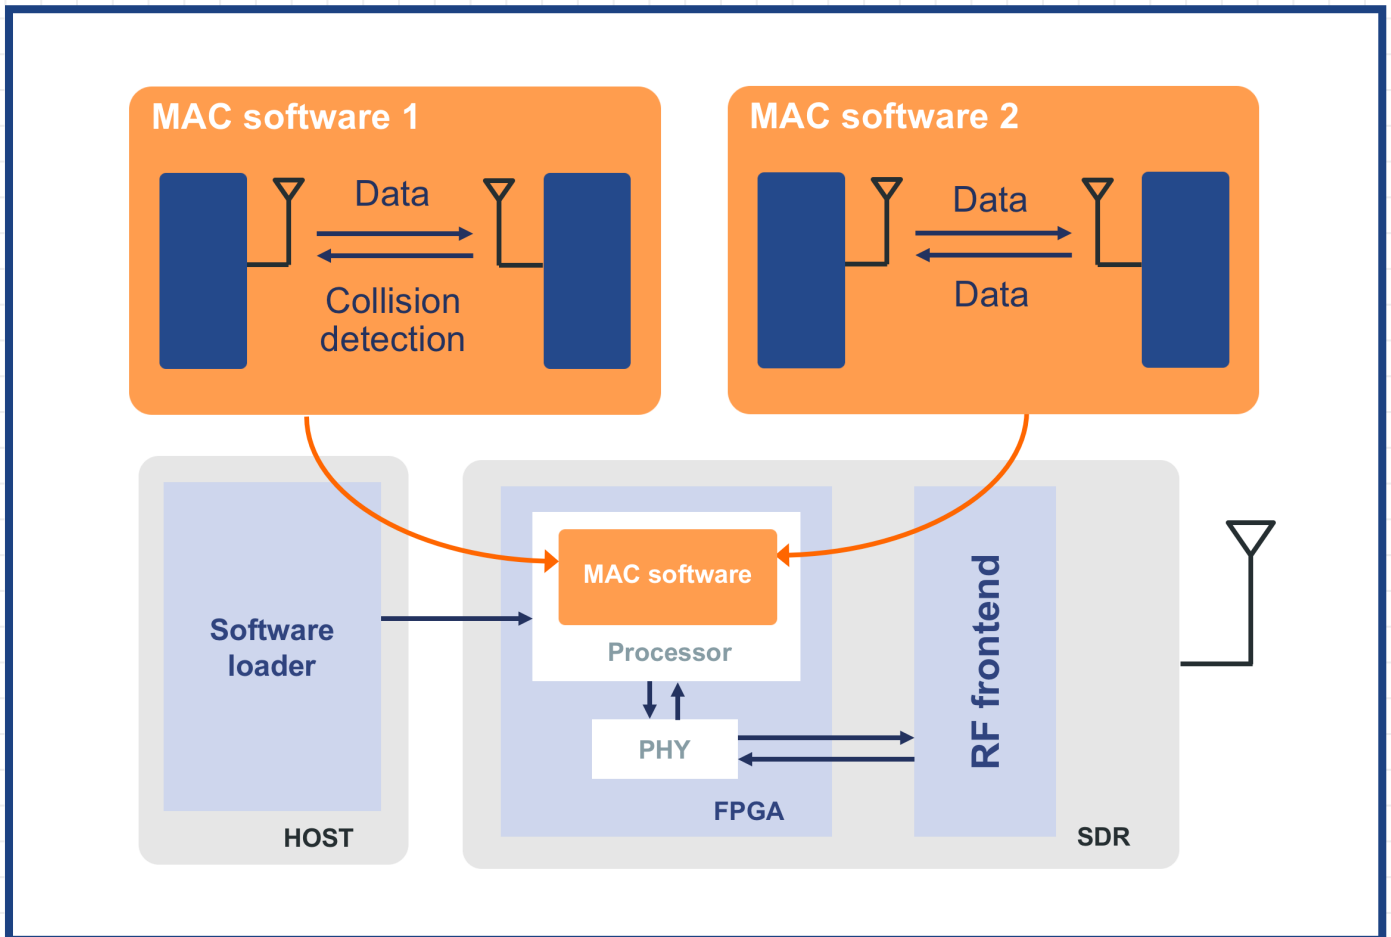 MAC software 1
Data
Collision
detection
MAC software 2
Data
Data
Software
loader
HOST
MAC software
Processor
PHY
FPGA
RF frontend
SDR